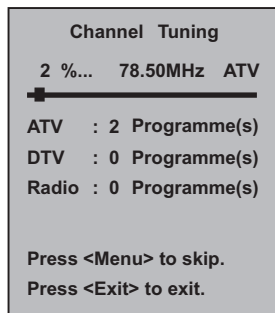 Channel Tuning
2 %... 78.50MHz ATV
ATV : 2 Programme(s)
DTV : 0 Programme(s)
Radio : 0 Programme(s)
Press <Menu> to skip.
Press <Exit> to exit.